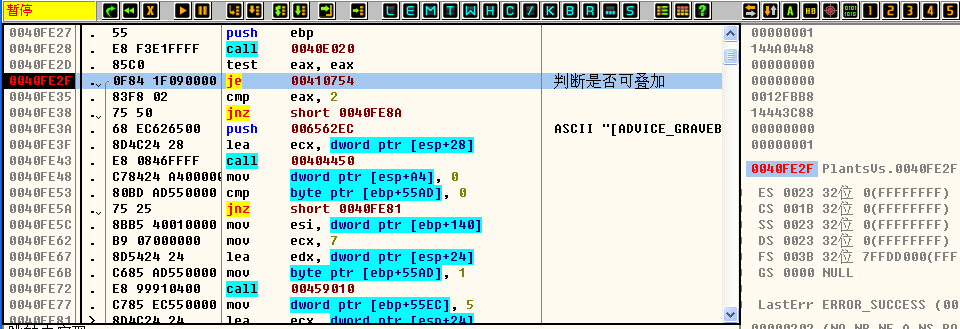 暂停 L E M T W H C / K B R ... S 1 2 3 4 5
0040FE27 . 55 push ebp
0040FE28 . E8 F3E1FFFF call 0040E020
0040FE2D . 85C0 test eax, eax
0040FE2F . 0F84 1F090000 je 00410754 判断是否可叠加
0040FE35 . 83F8 02 cmp eax, 2
0040FE38 . 75 50 jnz short 0040FE8A
0040FE3A . 68 EC626500 push 006562EC ASCII "[ADVICE_GRAVEB
0040FE3F . 8D4C24 28 lea ecx, dword ptr [esp+28]
0040FE43 . E8 0846FFFF call 00404450
0040FE48 . C78424 A400000 mov dword ptr [esp+A4], 0
0040FE53 . 80BD AD550000 cmp byte ptr [ebp+55AD], 0
0040FE5A . 75 25 jnz short 0040FE81
0040FE5C . 8BB5 40010000 mov esi, dword ptr [ebp+140]
0040FE62 . B9 07000000 mov ecx, 7
0040FE67 . 8D5424 24 lea edx, dword ptr [esp+24]
0040FE6B . C685 AD550000 mov byte ptr [ebp+55AD], 1
0040FE72 . E8 99910400 call 00459010
0040FE77 . C785 EC550000 mov dword ptr [ebp+55EC], 5
0040FE81 > 8D4C24 24 lea ecx, dword ptr [esp+24]
00000001
144A0448
00000000
00000000
0012FBB8
14443C88
00000000
00000001
0040FE2F PlantsVs.0040FE2F
ES 0023 32位 0(FFFFFFFF)
CS 001B 32位 0(FFFFFFFF)
SS 0023 32位 0(FFFFFFFF)
DS 0023 32位 0(FFFFFFFF)
FS 003B 32位 7FFDD000(FFF
GS 0000 NULL
LastErr ERROR_SUCCESS (00